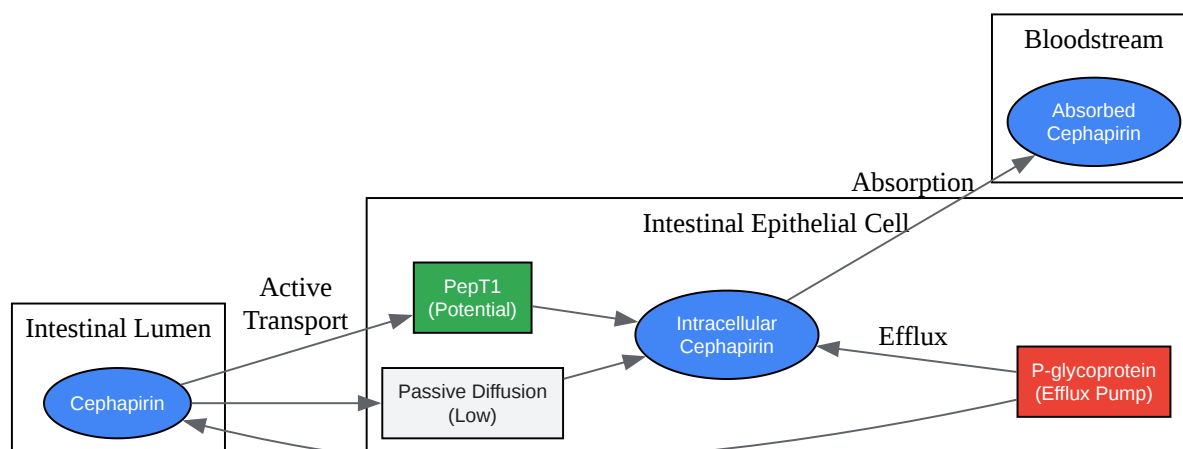 Bloodstream
Absorbed
Cephapirin
Absorption
Intestinal Epithelial Cell
PepT1
(Potential)
Active
Transport
Intestinal Lumen
Intracellular
Cephapirin
Efflux
P-glycoprotein
(Efflux Pump)
Passive Diffusion
(Low)
Cephapirin